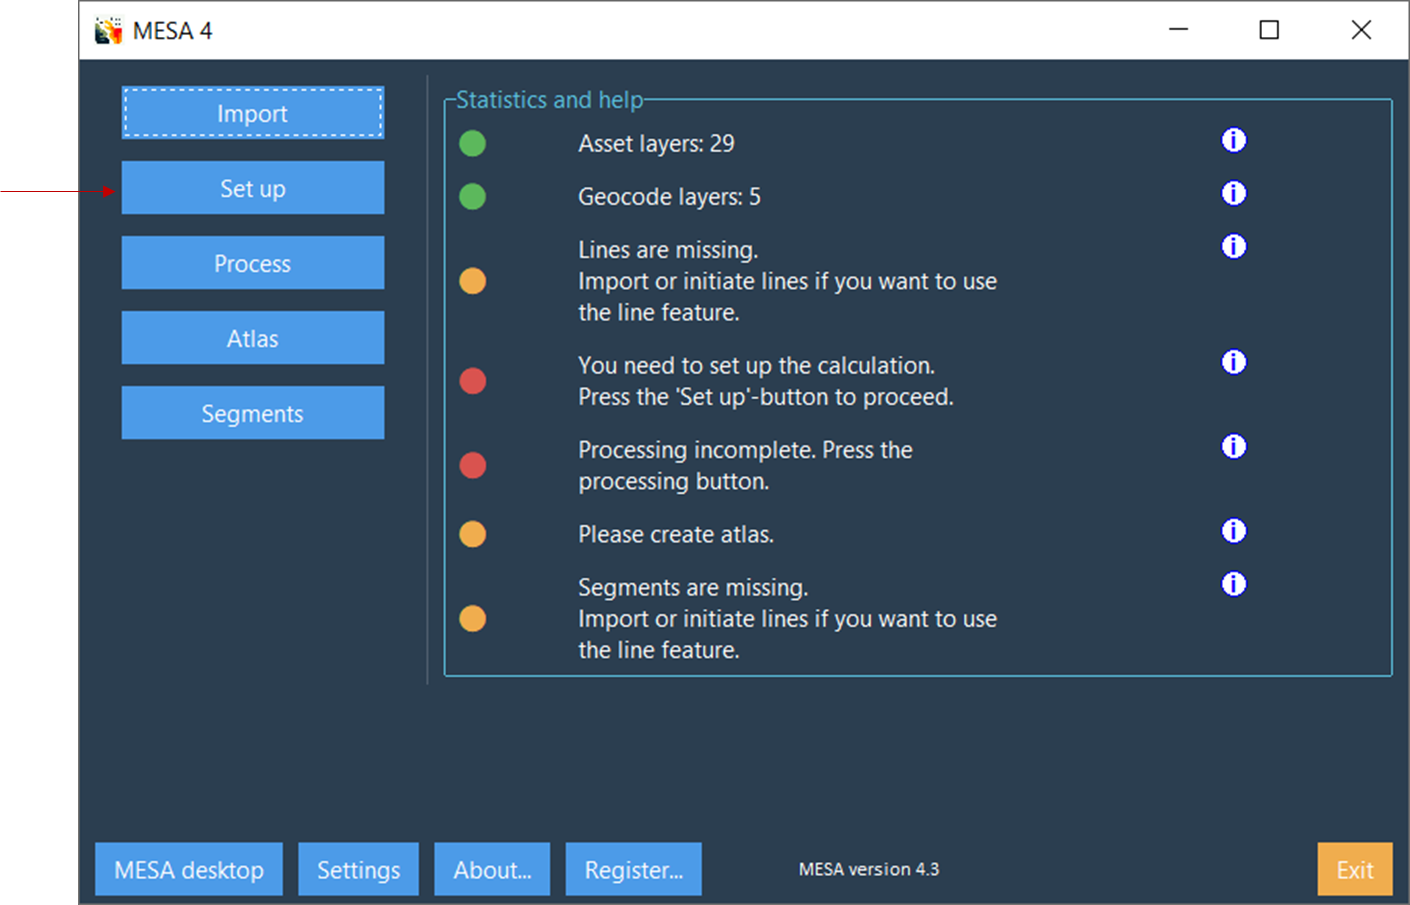 MESA 4
Import
Set up
Process
Atlas
Segments
Statistics and help
Asset layers: 29
Geocode layers: 5
Lines are missing.
Import or initiate lines if you want to use
the line feature.
You need to set up the calculation.
Press the 'Set up'-button to proceed.
Processing incomplete. Press the
processing button.
Please create atlas.
Segments are missing.
Import or initiate lines if you want to use
the line feature.
MESA desktop
Settings
About...
Register...
MESA version 4.3
Exit